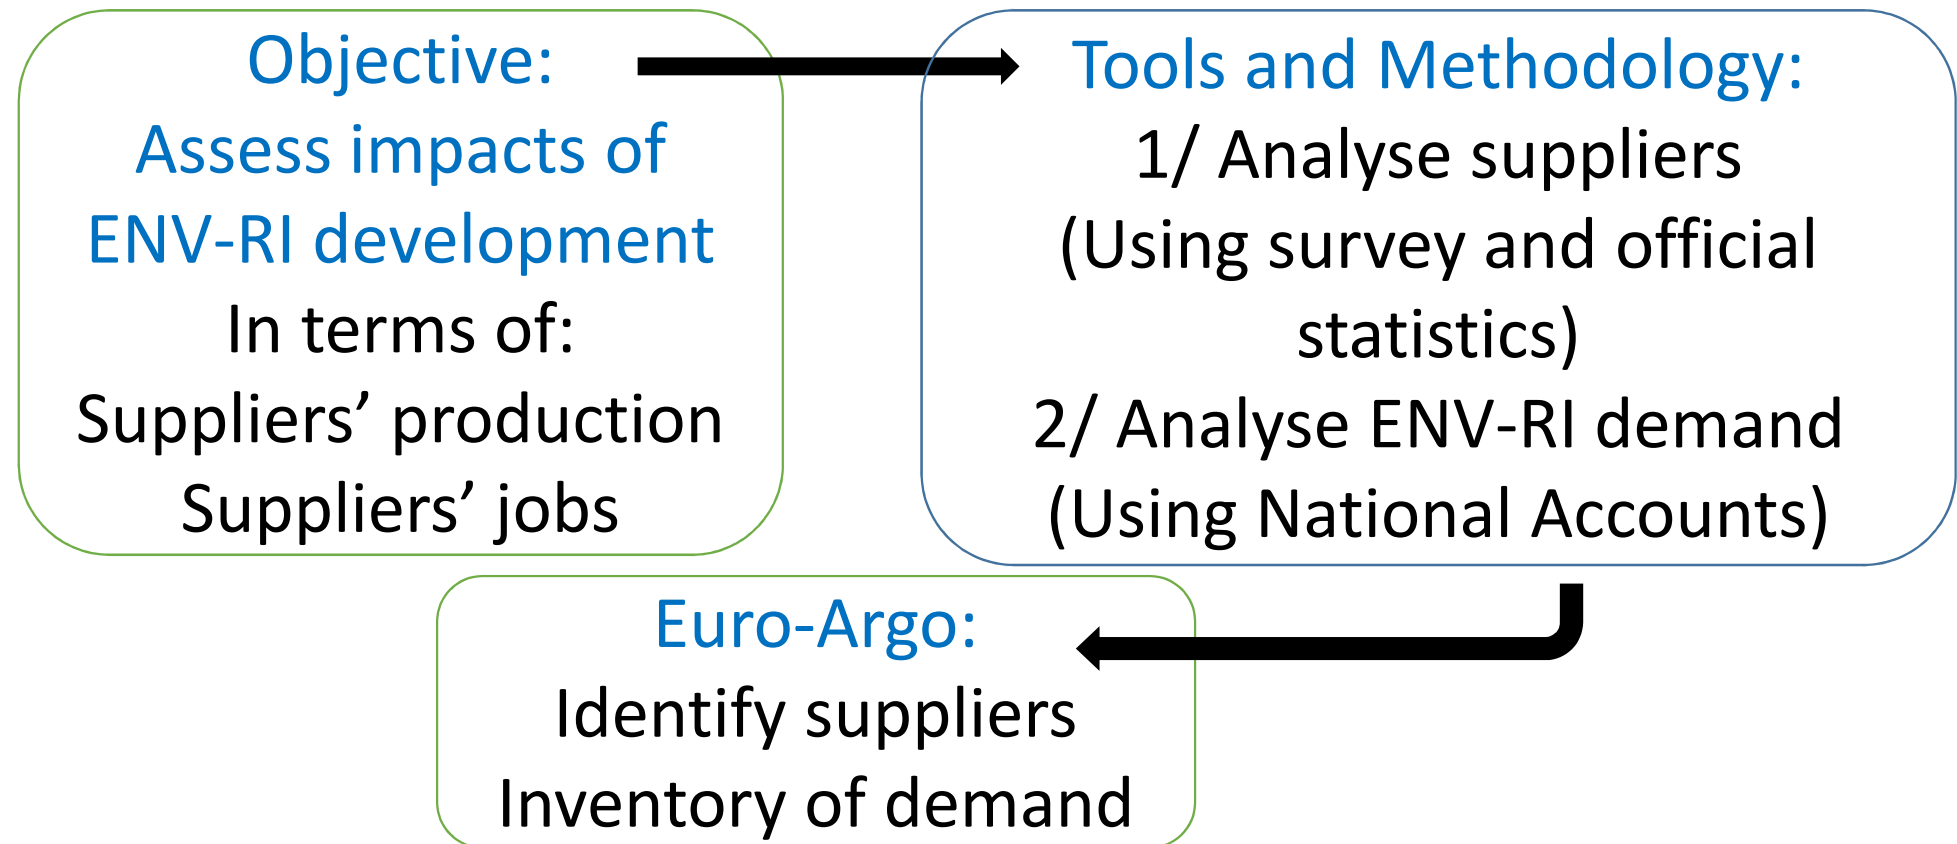 Objective:
Assess impacts of
ENV-RI development
In terms of:
Suppliers’ production
Suppliers’ jobs
Tools and Methodology:
1/ Analyse suppliers
(Using survey and official
statistics)
2/ Analyse ENV-RI demand
(Using National Accounts)
Euro-Argo:
Identify suppliers
Inventory of demand